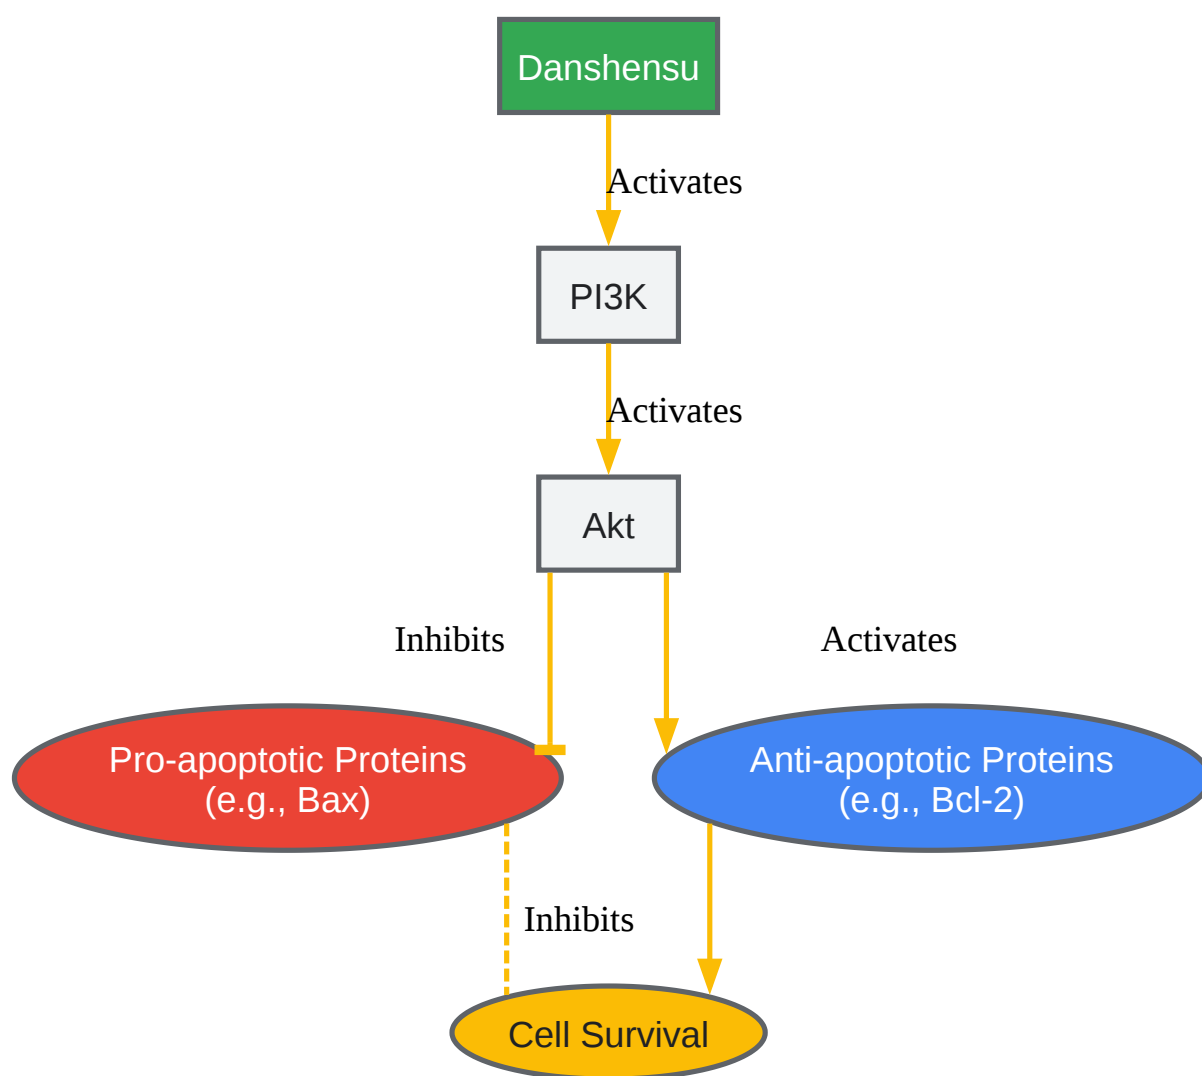 Danshensu
Activates
PI3K
Activates
Akt
Inhibits
Activates
Pro-apoptotic Proteins
(e.g., Bax)
Anti-apoptotic Proteins
(e.g., Bcl-2)
Inhibits
Cell Survival